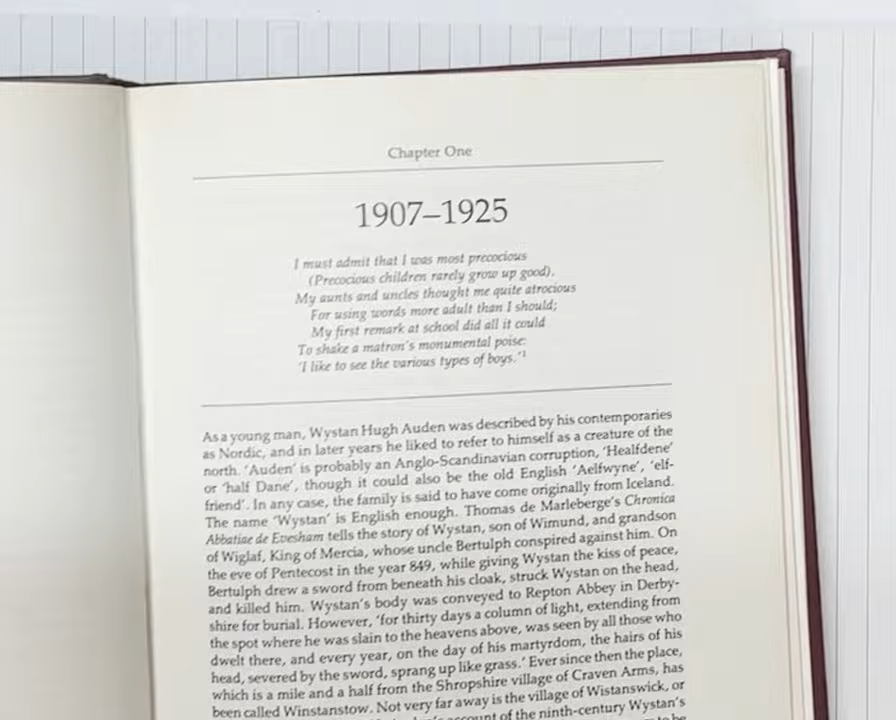 Chapter One
1907–1925
I must admit that I was most precocious
(Precocious children rarely grow up good).
My aunts and uncles thought me quite atrocious
For using words more adult than I should;
My first remark at school did all it could
To shake a matron's monumental poise:
'I like to see the various types of boys.'1
As a young man, Wystan Hugh Auden was described by his contemporaries
as Nordic, and in later years he liked to refer to himself as a creature of the
north. 'Auden' is probably an Anglo-Scandinavian corruption, 'Healfdene'
or 'half Dane', though it could also be the old English 'Aelfwyne', 'elf-
friend'. In any case, the family is said to have come originally from Iceland.
The name 'Wystan' is English enough. Thomas de Marleberge's Chronica
Abbatiae de Evesham tells the story of Wystan, son of Wimund, and grandson
of Wiglaf, King of Mercia, whose uncle Bertulph conspired against him. On
the eve of Pentecost in the year 849, while giving Wystan the kiss of peace,
Bertulph drew a sword from beneath his cloak, struck Wystan on the head,
and killed him. Wystan's body was conveyed to Repton Abbey in Derby-
shire for burial. However, 'for thirty days a column of light, extending from
the spot where he was slain to the heavens above, was seen by all those who
dwelt there, and every year, on the day of his martyrdom, the hairs of his
head, severed by the sword, sprang up like grass.' Ever since then the place,
which is a mile and a half from the Shropshire village of Craven Arms, has
been called Winstanstow. Not very far away is the village of Wistanswick, or
account of the ninth-century Wystan's
to be